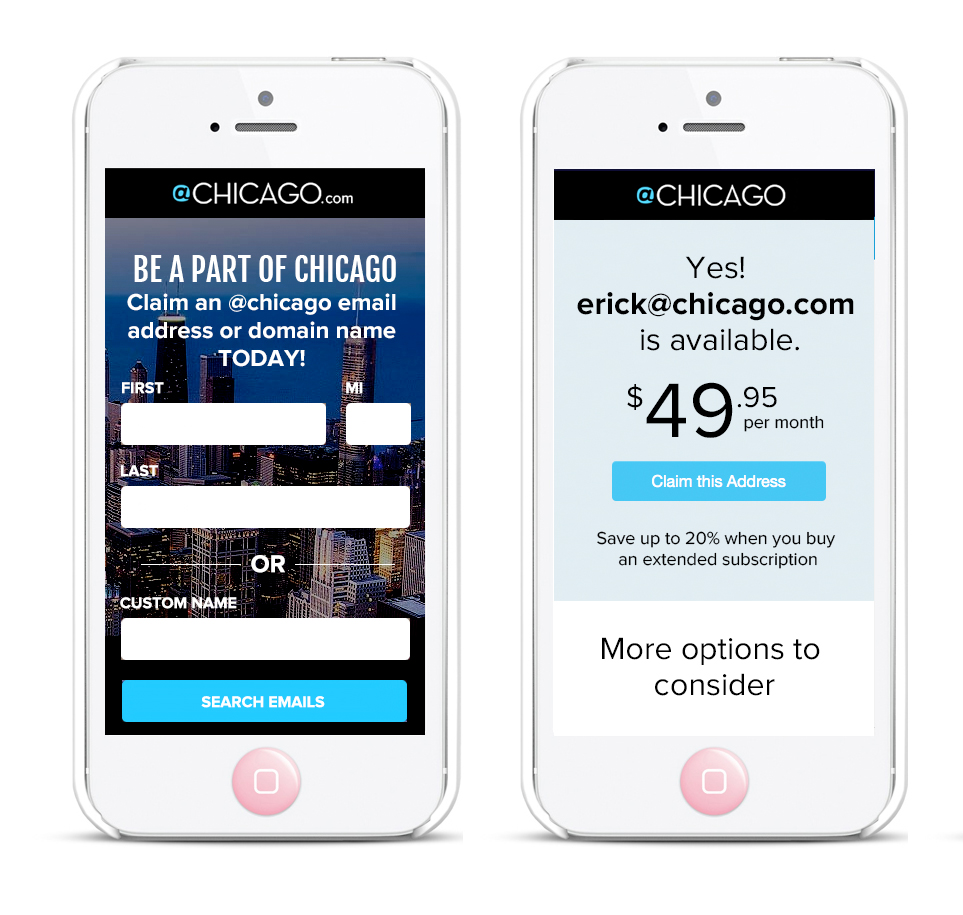 @CHICAGO.com
BE A PART OF CHICAGO
Claim an @chicago email
address or domain name
TODAY!
FIRST MI
LAST
OR
CUSTOM NAME
SEARCH EMAILS
@CHICAGO
Yes!
erick@chicago.com
is available.
$49.95
per month
Claim this Address
Save up to 20% when you buy
an extended subscription
More options to
consider